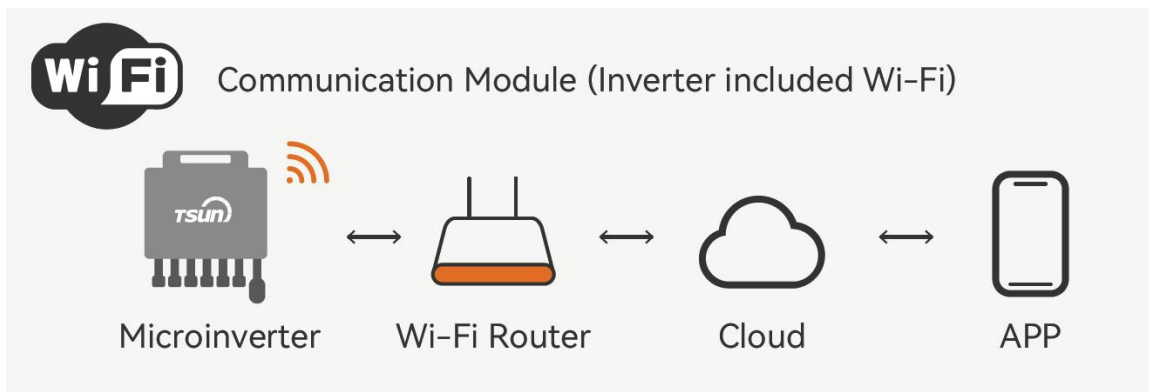 Wi Fi Communication Module (Inverter included Wi-Fi)
TSUN
Microinverter Wi-Fi Router Cloud APP